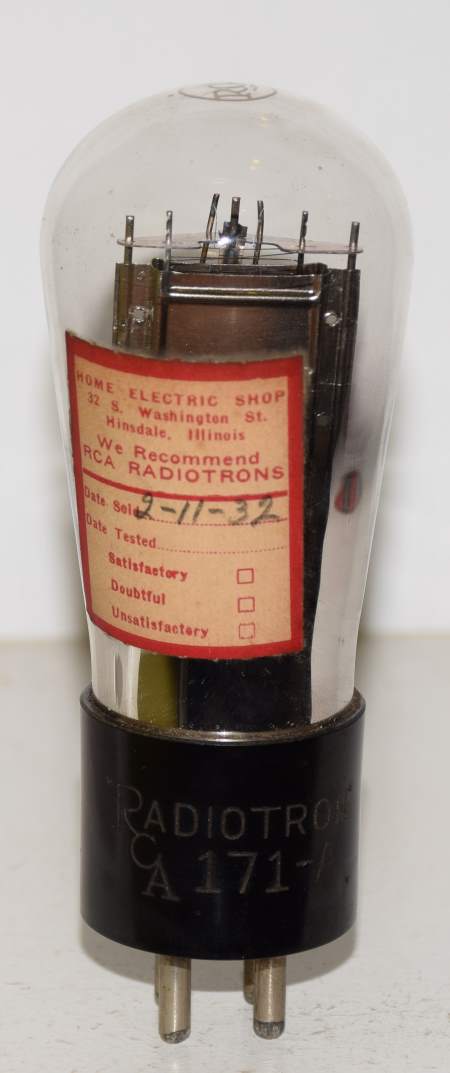 HOME ELECTRIC SHOP
32 S. Washington St.
Hinsdale, Illinois
We Recommend
RCA RADIOTRONS
Date Sold 2-11-32
Date Tested
Satisfactory
Doubtful
Unsatisfactory
RADIOTRON
RCA 171-A